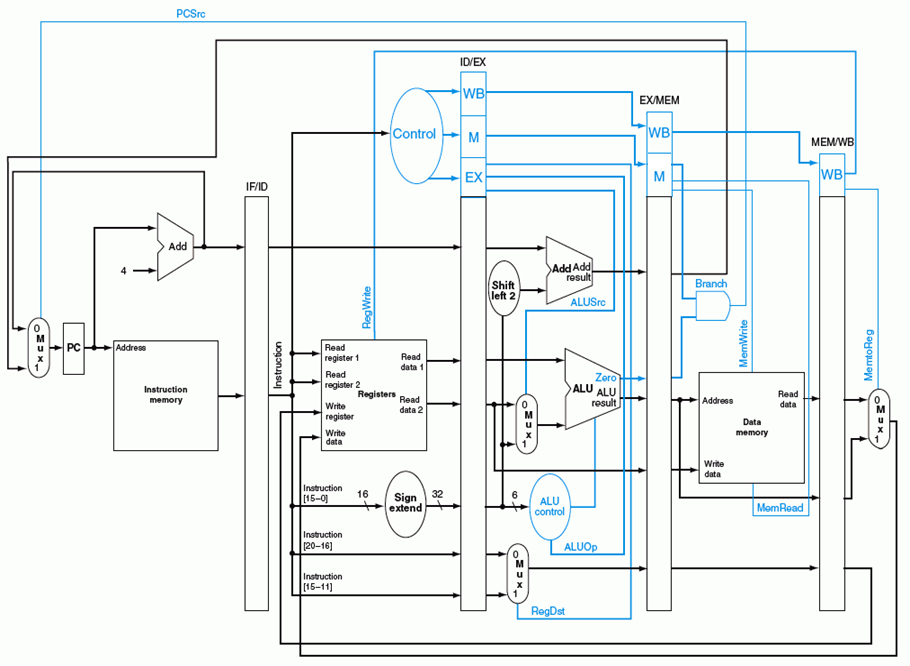 PCSrc
ID/EX
WB
EX/MEM
Control
M
WB
MEM/WB
EX
M
WB
IF/ID
Add
4
Add Add
result
Shift
left 2
Branch
ALUSrc
RegWrite
MemWrite
MemtoReg
0
M
u
x
1
PC
Address
Instruction
memory
Instruction
Read
register 1
Read
data 1
Read
register 2
Registers
Write
register
Read
data 2
Write
data
Zero
ALU
ALU
result
0
M
u
x
1
Address
Read
data
Data
memory
Write
data
0
M
u
x
1
Instruction
[15–0]
16
Sign
extend
32
6
ALU
control
MemRead
Instruction
[20–16]
ALUOp
0
M
u
x
1
Instruction
[15–11]
RegDst